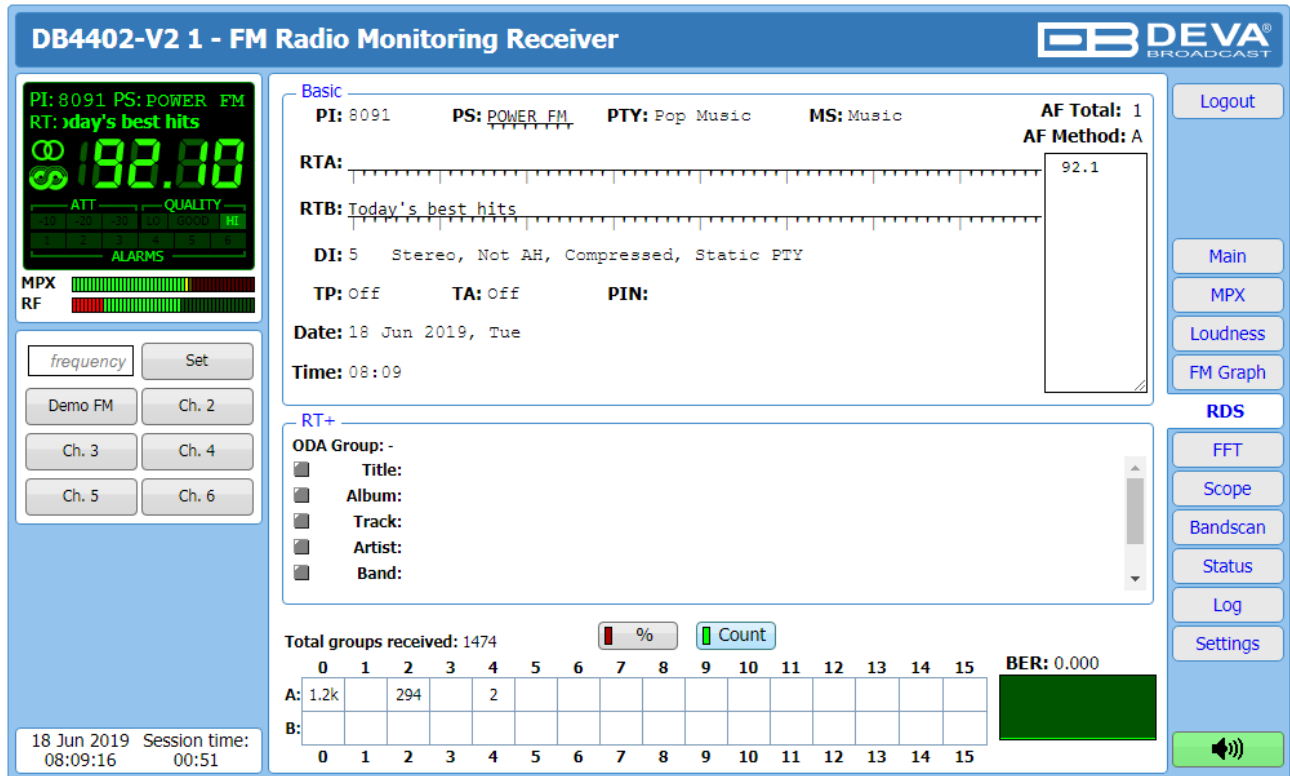 DB4402-V2 1 - FM Radio Monitoring Receiver
DEVA
BROADCAST
PI: 8091 PS: POWER FM
RT: oday's best hits
92.10
ATT QUALITY
-10 -20 -30 LO GOOD HI
1 2 3 4 5 6
ALARMS
MPX
RF
frequency Set
Demo FM Ch. 2
Ch. 3 Ch. 4
Ch. 5 Ch. 6
18 Jun 2019 Session time:
08:09:16 00:51
Basic
PI: 8091 PS: POWER FM PTY: Pop Music MS: Music AF Total: 1
AF Method: A
RTA:
92.1
RTB: Today's best hits
DI: 5 Stereo, Not AH, Compressed, Static PTY
TP: Off TA: Off PIN:
Date: 18 Jun 2019, Tue
Time: 08:09
RT+
ODA Group: -
Title:
Album:
Track:
Artist:
Band:
Total groups received: 1474 % Count
0 1 2 3 4 5 6 7 8 9 10 11 12 13 14 15
BER: 0.000
A: 1.2k 294 2
B:
0 1 2 3 4 5 6 7 8 9 10 11 12 13 14 15
Logout
Main
MPX
Loudness
FM Graph
RDS
FFT
Scope
Bandscan
Status
Log
Settings